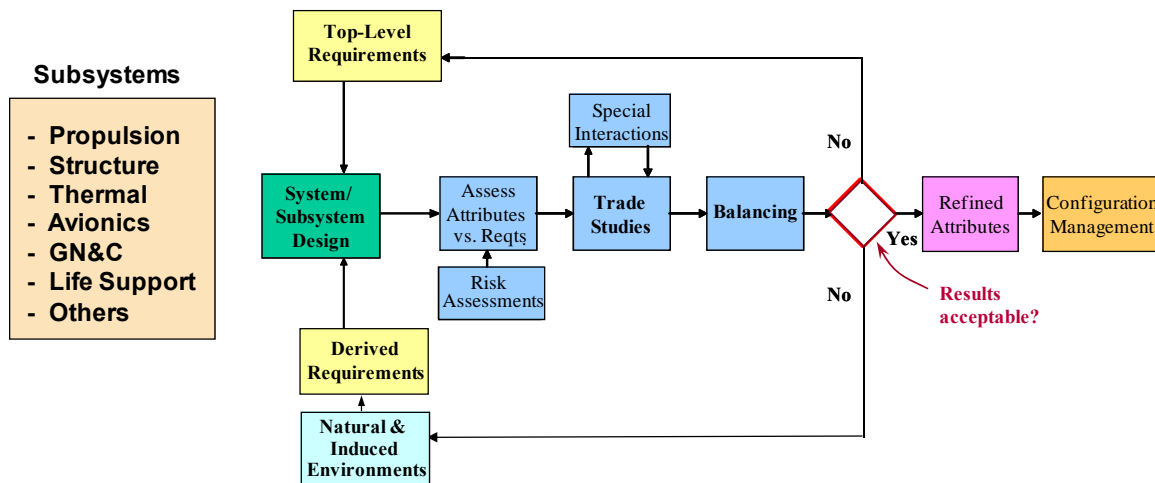 Subsystems
- Propulsion
- Structure
- Thermal
- Avionics
- GN&C
- Life Support
- Others
Top-Level
Requirements
System/
Subsystem
Design
Derived
Requirements
Natural &
Induced
Environments
Assess
Attributes
vs. Reqts
Risk
Assessments
Special
Interactions
Trade
Studies
Balancing
No
No
Yes
Results
acceptable?
Refined
Attributes
Configuration
Management